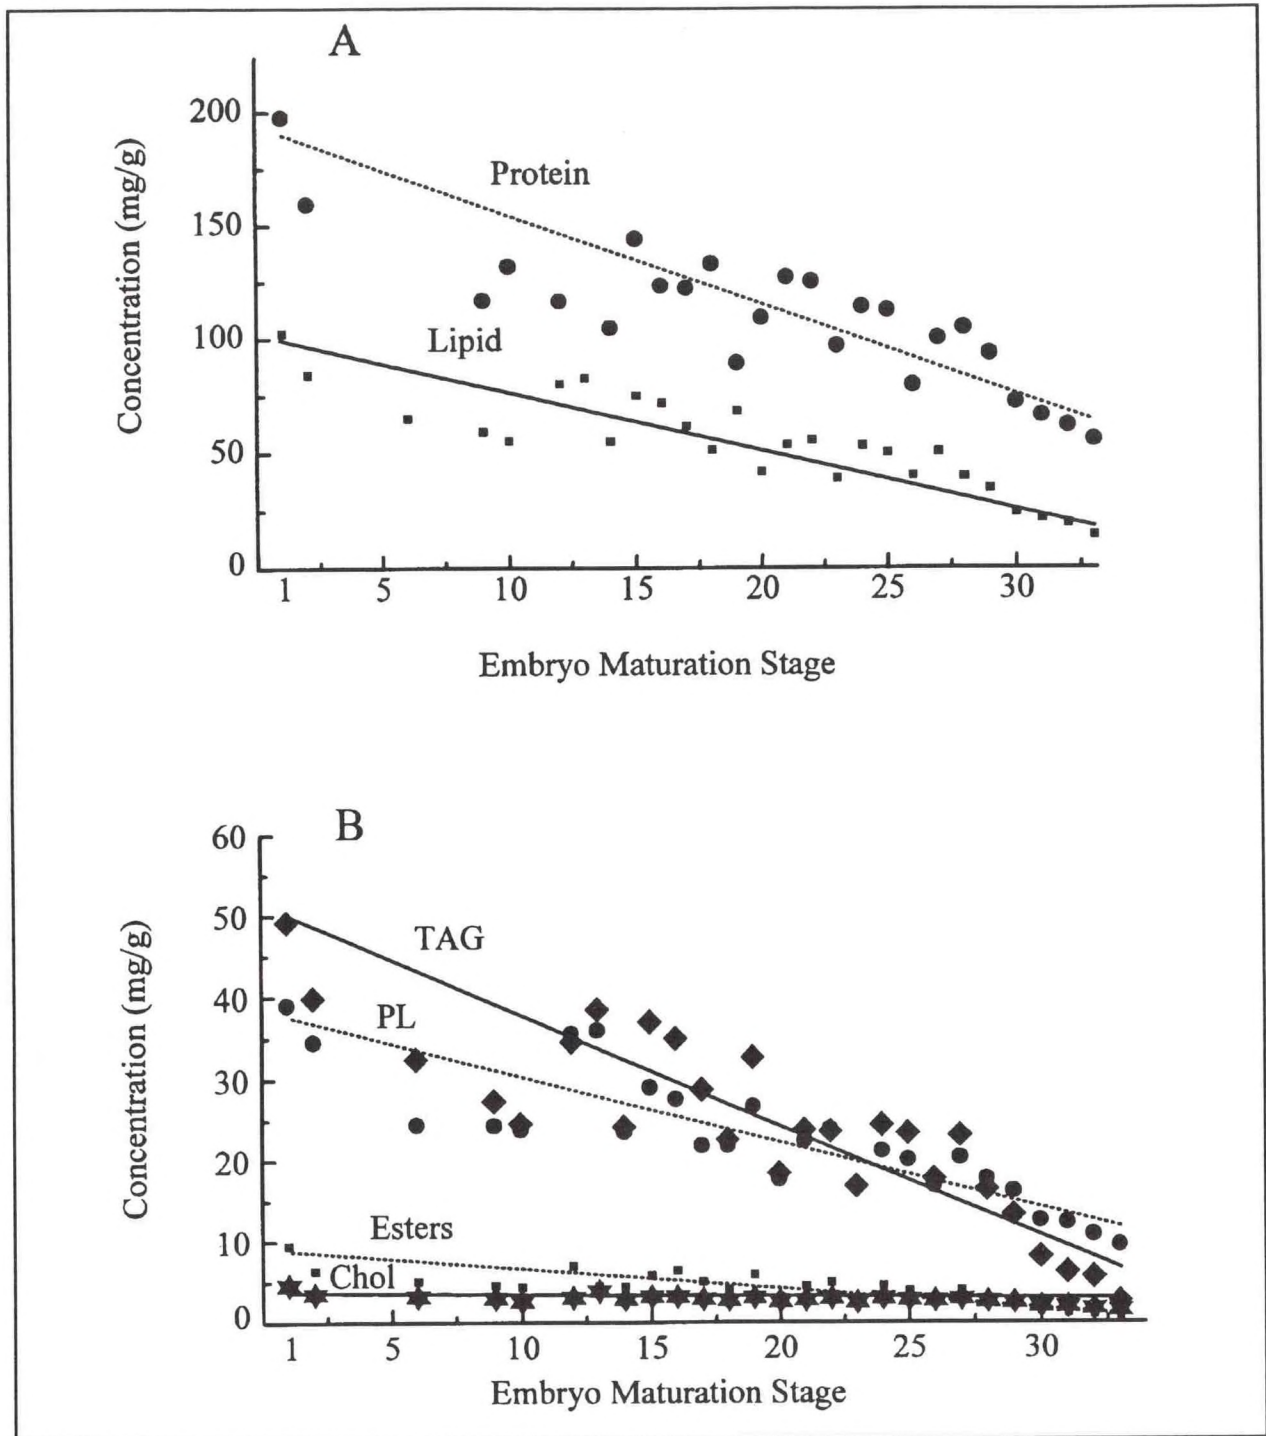 A
200
150
100
50
0
Concentration (mg/g)
Protein
Lipid
1 5 10 15 20 25 30
Embryo Maturation Stage
B
60
50
40
30
20
10
0
Concentration (mg/g)
TAG
PL
Esters
Chol
1 5 10 15 20 25 30
Embryo Maturation Stage